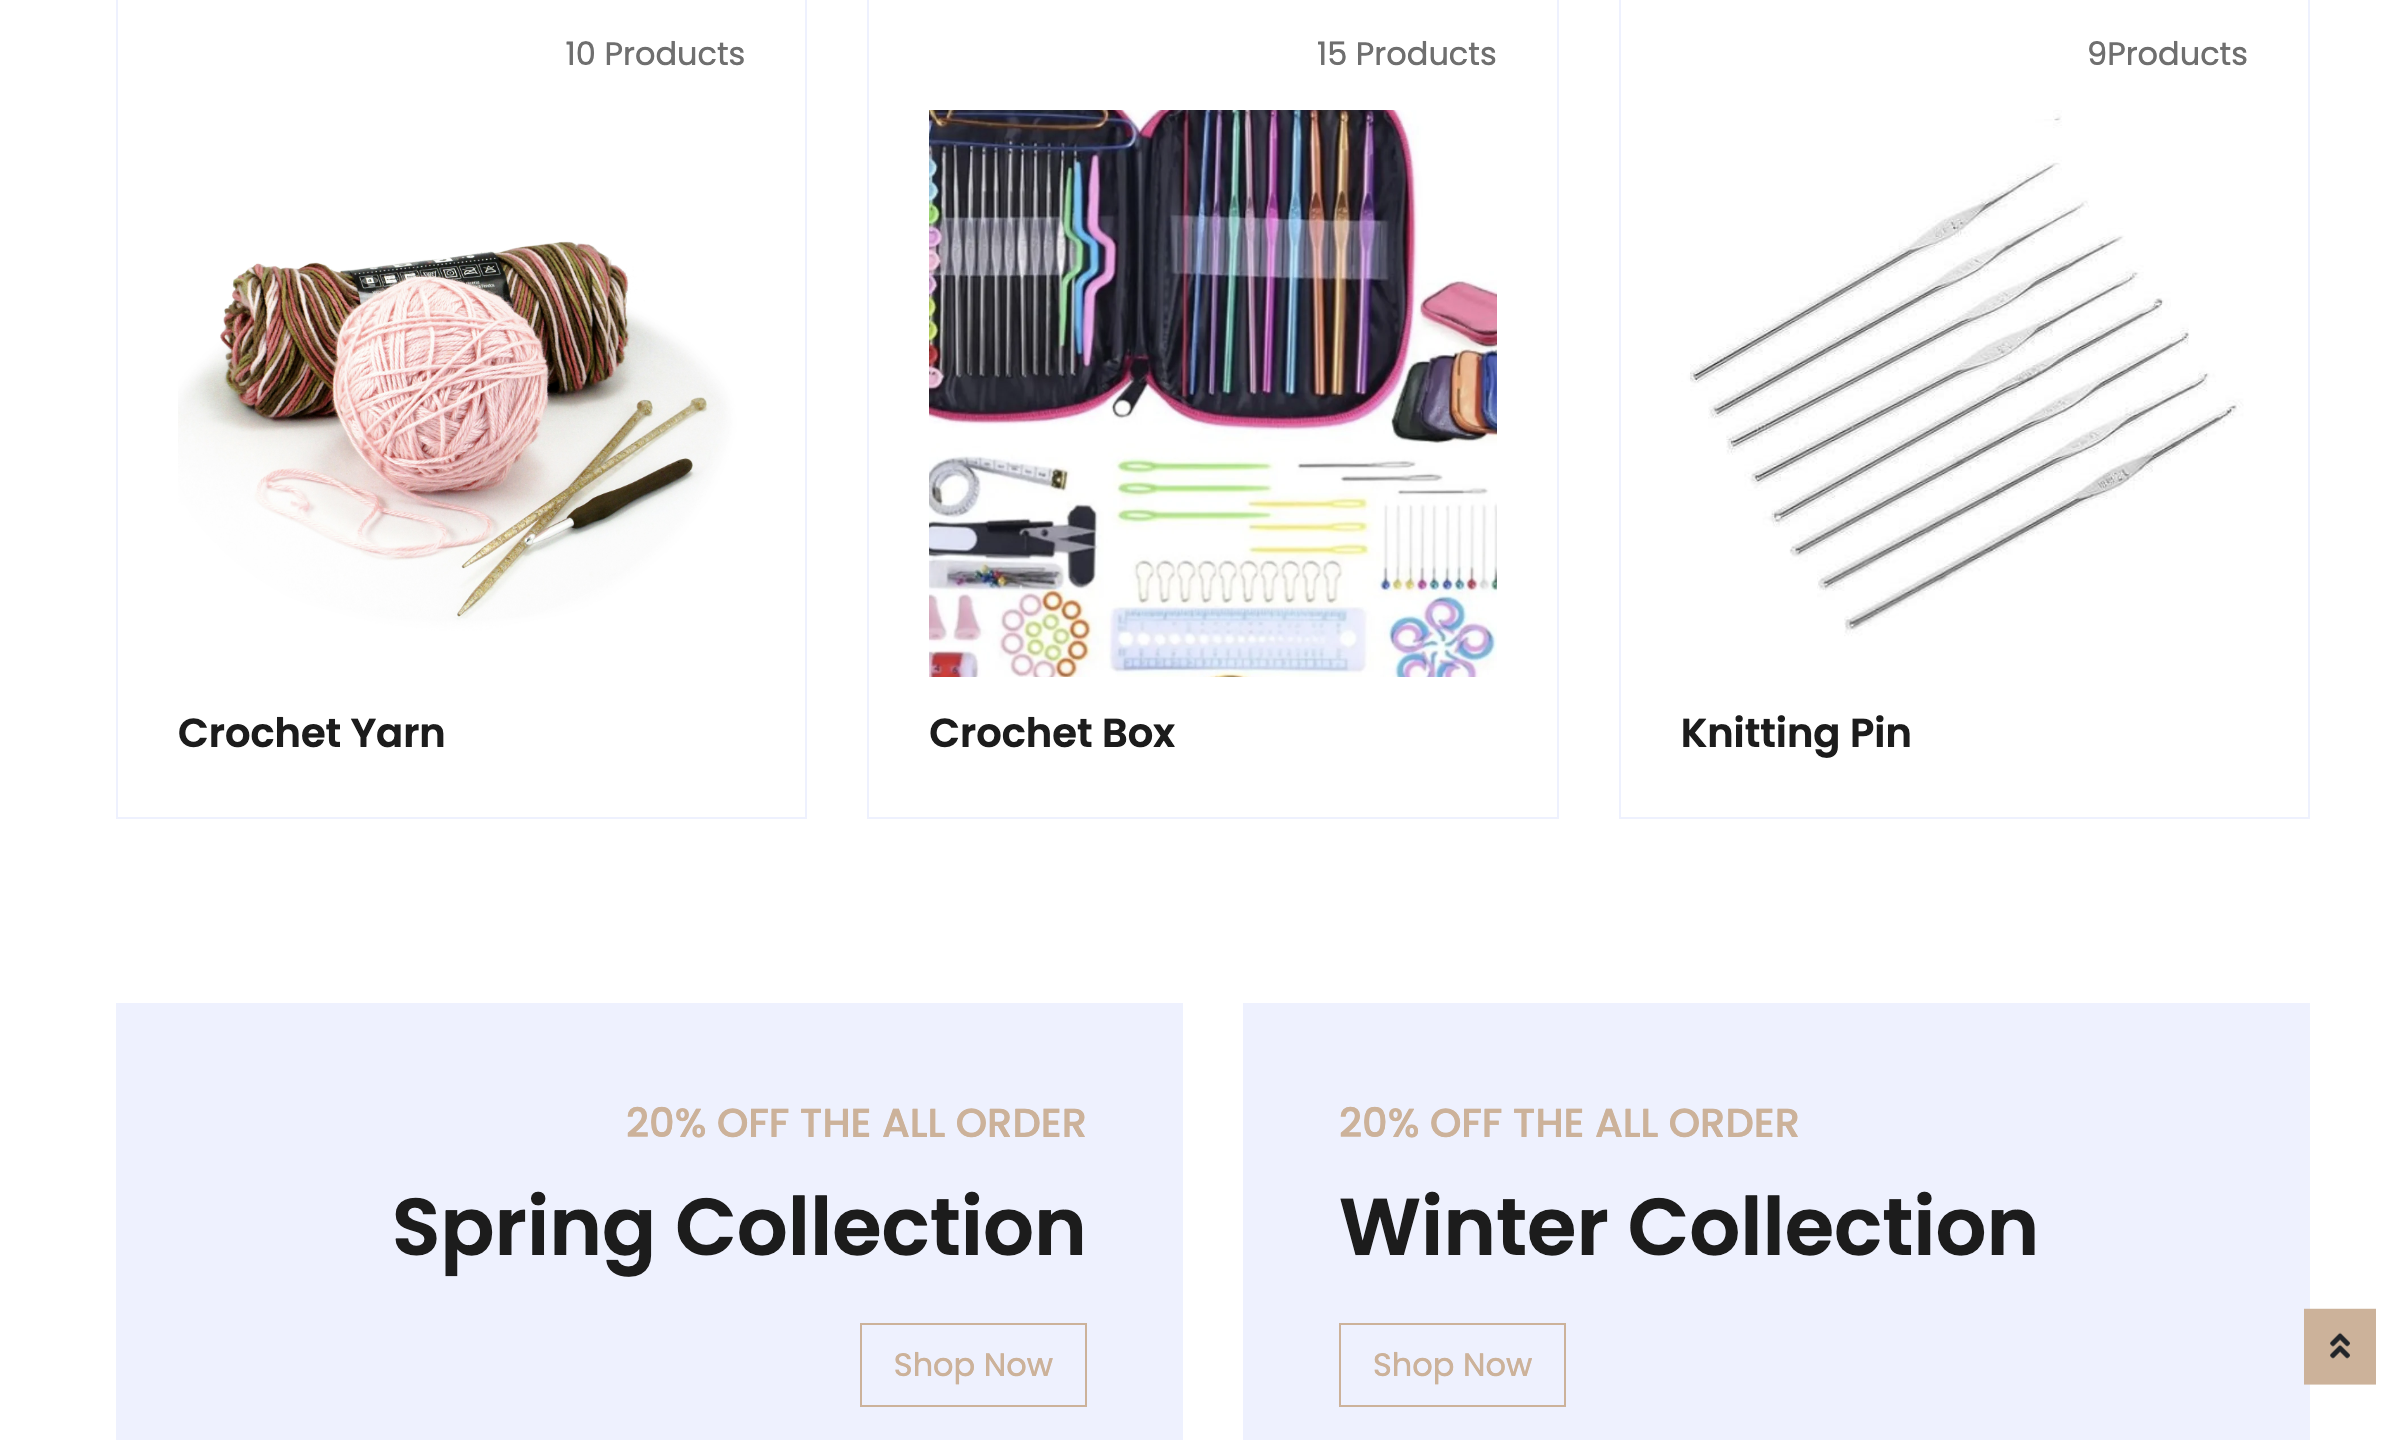 10 Products
15 Products
9Products
Crochet Yarn
Crochet Box
Knitting Pin
20% OFF THE ALL ORDER
Spring Collection
Shop Now
20% OFF THE ALL ORDER
Winter Collection
Shop Now